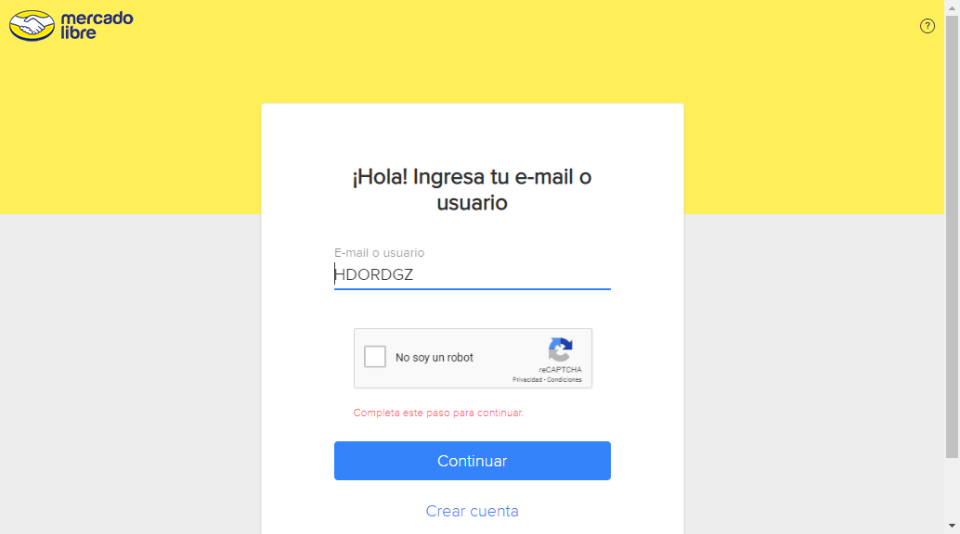 mercado
libre
?
¡Hola! Ingresa tu e-mail o
usuario
E-mail o usuario
HDORDGZ
No soy un robot
reCAPTCHA
Privacidad - Condiciones
Completa este paso para continuar.
Continuar
Crear cuenta